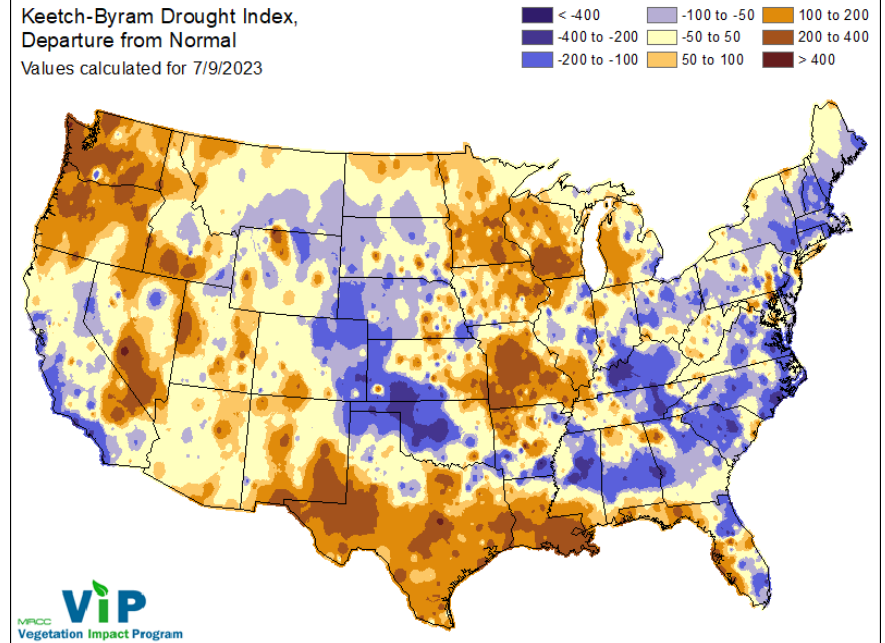 Keetch-Byram Drought Index,
Departure from Normal
Values calculated for 7/9/2023
< -400
-400 to -200
-200 to -100
-100 to -50
-50 to 50
50 to 100
100 to 200
200 to 400
> 400
MRCC
ViP
Vegetation Impact Program